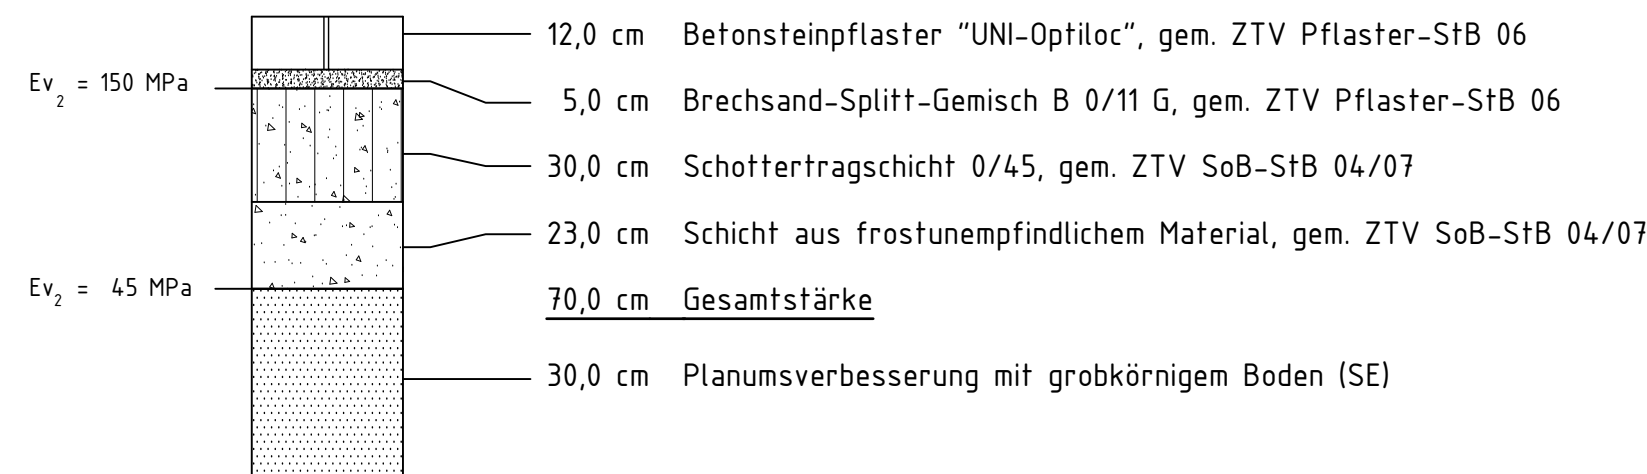 12,0 cm Betonsteinpflaster "UNI-Optiloc", gem. ZTV Pflaster-StB 06
Ev2 = 150 MPa
5,0 cm Brechsand-Splitt-Gemisch B 0/11 G, gem. ZTV Pflaster-StB 06
30,0 cm Schottertragschicht 0/45, gem. ZTV SoB-StB 04/07
23,0 cm Schicht aus frostunempfindlichem Material, gem. ZTV SoB-StB 04/07
Ev2 = 45 MPa
70,0 cm Gesamtstärke
30,0 cm Planumsverbesserung mit grobkörnigem Boden (SE)